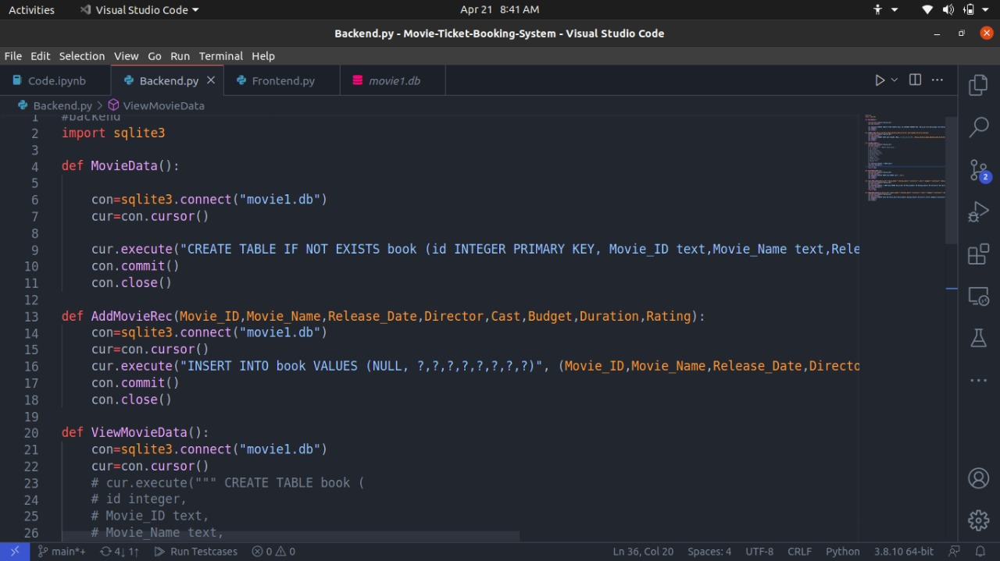 Activities
Visual Studio Code
Apr 21 8:41 AM
Backend.py - Movie-Ticket-Booking-System - Visual Studio Code
File Edit Selection View Go Run Terminal Help
Code.ipynb
Backend.py
Frontend.py
movie1.db
Backend.py > ViewMovieData
1 #backend
2 import sqlite3
3
4 def MovieData():
5
6 con=sqlite3.connect("movie1.db")
7 cur=con.cursor()
8
9 cur.execute("CREATE TABLE IF NOT EXISTS book (id INTEGER PRIMARY KEY, Movie_ID text,Movie_Name text,Rele
10 con.commit()
11 con.close()
12
13 def AddMovieRec(Movie_ID,Movie_Name,Release_Date,Director,Cast,Budget,Duration,Rating):
14 con=sqlite3.connect("movie1.db")
15 cur=con.cursor()
16 cur.execute("INSERT INTO book VALUES (NULL, ?,?,?,?,?,?,?,?)", (Movie_ID,Movie_Name,Release_Date,Directo
17 con.commit()
18 con.close()
19
20 def ViewMovieData():
21 con=sqlite3.connect("movie1.db")
22 cur=con.cursor()
23 # cur.execute(""" CREATE TABLE book (
24 # id integer,
25 # Movie_ID text,
26 # Movie_Name text,
2
main*+ 4↓ 1↑ Run Testcases 0 0 Ln 36, Col 20 Spaces: 4 UTF-8 CRLF Python 3.8.10 64-bit